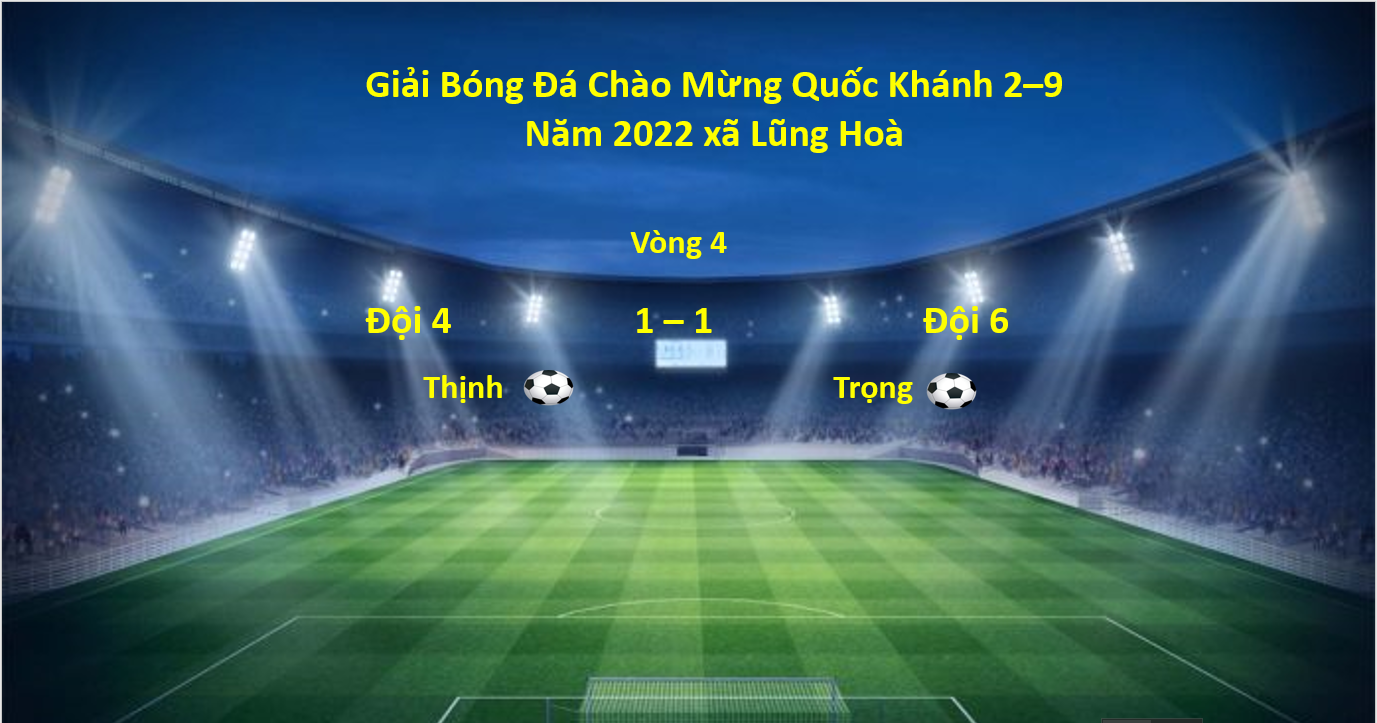 Giải Bóng Đá Chào Mừng Quốc Khánh 2–9
Năm 2022 xã Lũng Hoà
Vòng 4
Đội 4 1 – 1 Đội 6
Thịnh Trọng